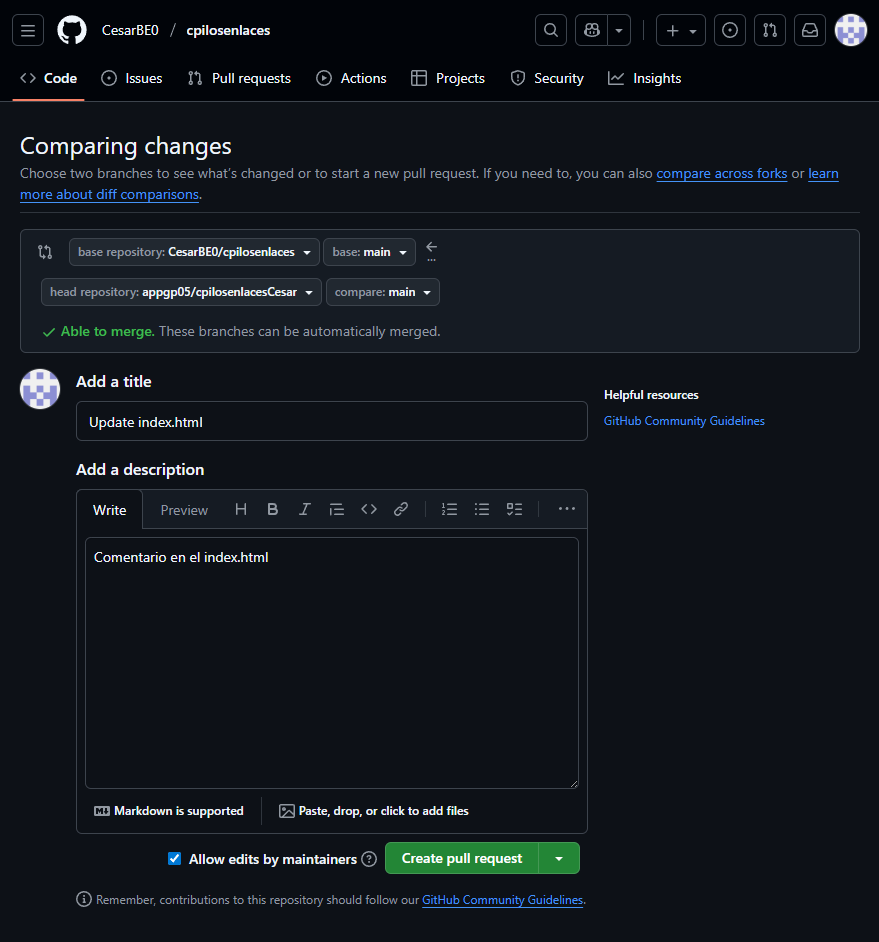 CesarBE0 / cpilosenlaces
Code Issues Pull requests Actions Projects Security Insights
Comparing changes
Choose two branches to see what's changed or to start a new pull request. If you need to, you can also compare across forks or learn
more about diff comparisons.
base repository: CesarBE0/cpilosenlaces base: main
...
head repository: appgp05/cpilosenlacesCesar compare: main
Able to merge. These branches can be automatically merged.
Add a title
Helpful resources
Update index.html
GitHub Community Guidelines
Add a description
Write Preview H B I
Comentario en el index.html
Markdown is supported Paste, drop, or click to add files
Allow edits by maintainers Create pull request
Remember, contributions to this repository should follow our GitHub Community Guidelines.